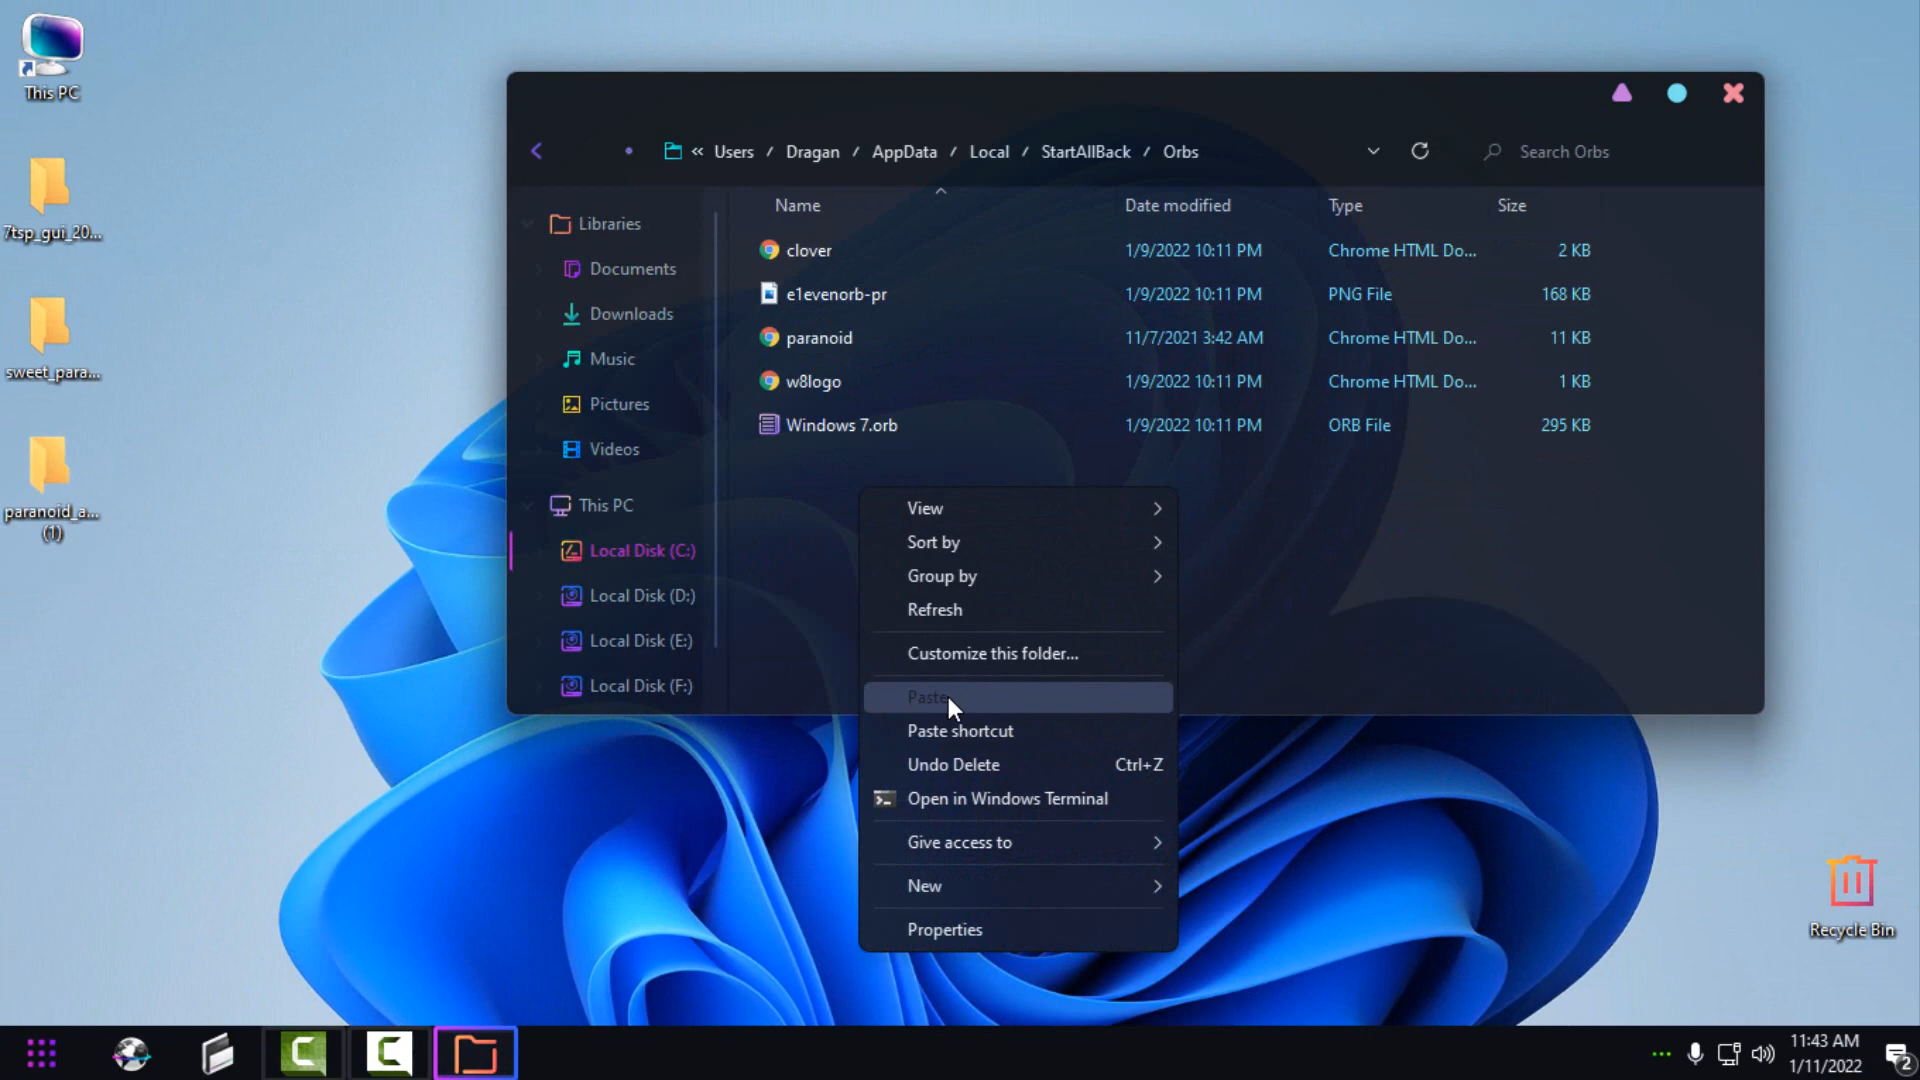 This PC
7tsp_gui_20...
sweet_para...
paranoid_a...
(1)
« Users / Dragan / AppData / Local / StartAllBack / Orbs
Search Orbs
Name Date modified Type Size
clover 1/9/2022 10:11 PM Chrome HTML Do... 2 KB
e1evenorb-pr 1/9/2022 10:11 PM PNG File 168 KB
paranoid 11/7/2021 3:42 AM Chrome HTML Do... 11 KB
w8logo 1/9/2022 10:11 PM Chrome HTML Do... 1 KB
Windows 7.orb 1/9/2022 10:11 PM ORB File 295 KB
Libraries
Documents
Downloads
Music
Pictures
Videos
This PC
Local Disk (C:)
Local Disk (D:)
Local Disk (E:)
Local Disk (F:)
View
Sort by
Group by
Refresh
Customize this folder...
Paste
Paste shortcut
Undo Delete Ctrl+Z
Open in Windows Terminal
Give access to
New
Properties
Recycle Bin
11:43 AM
1/11/2022
2